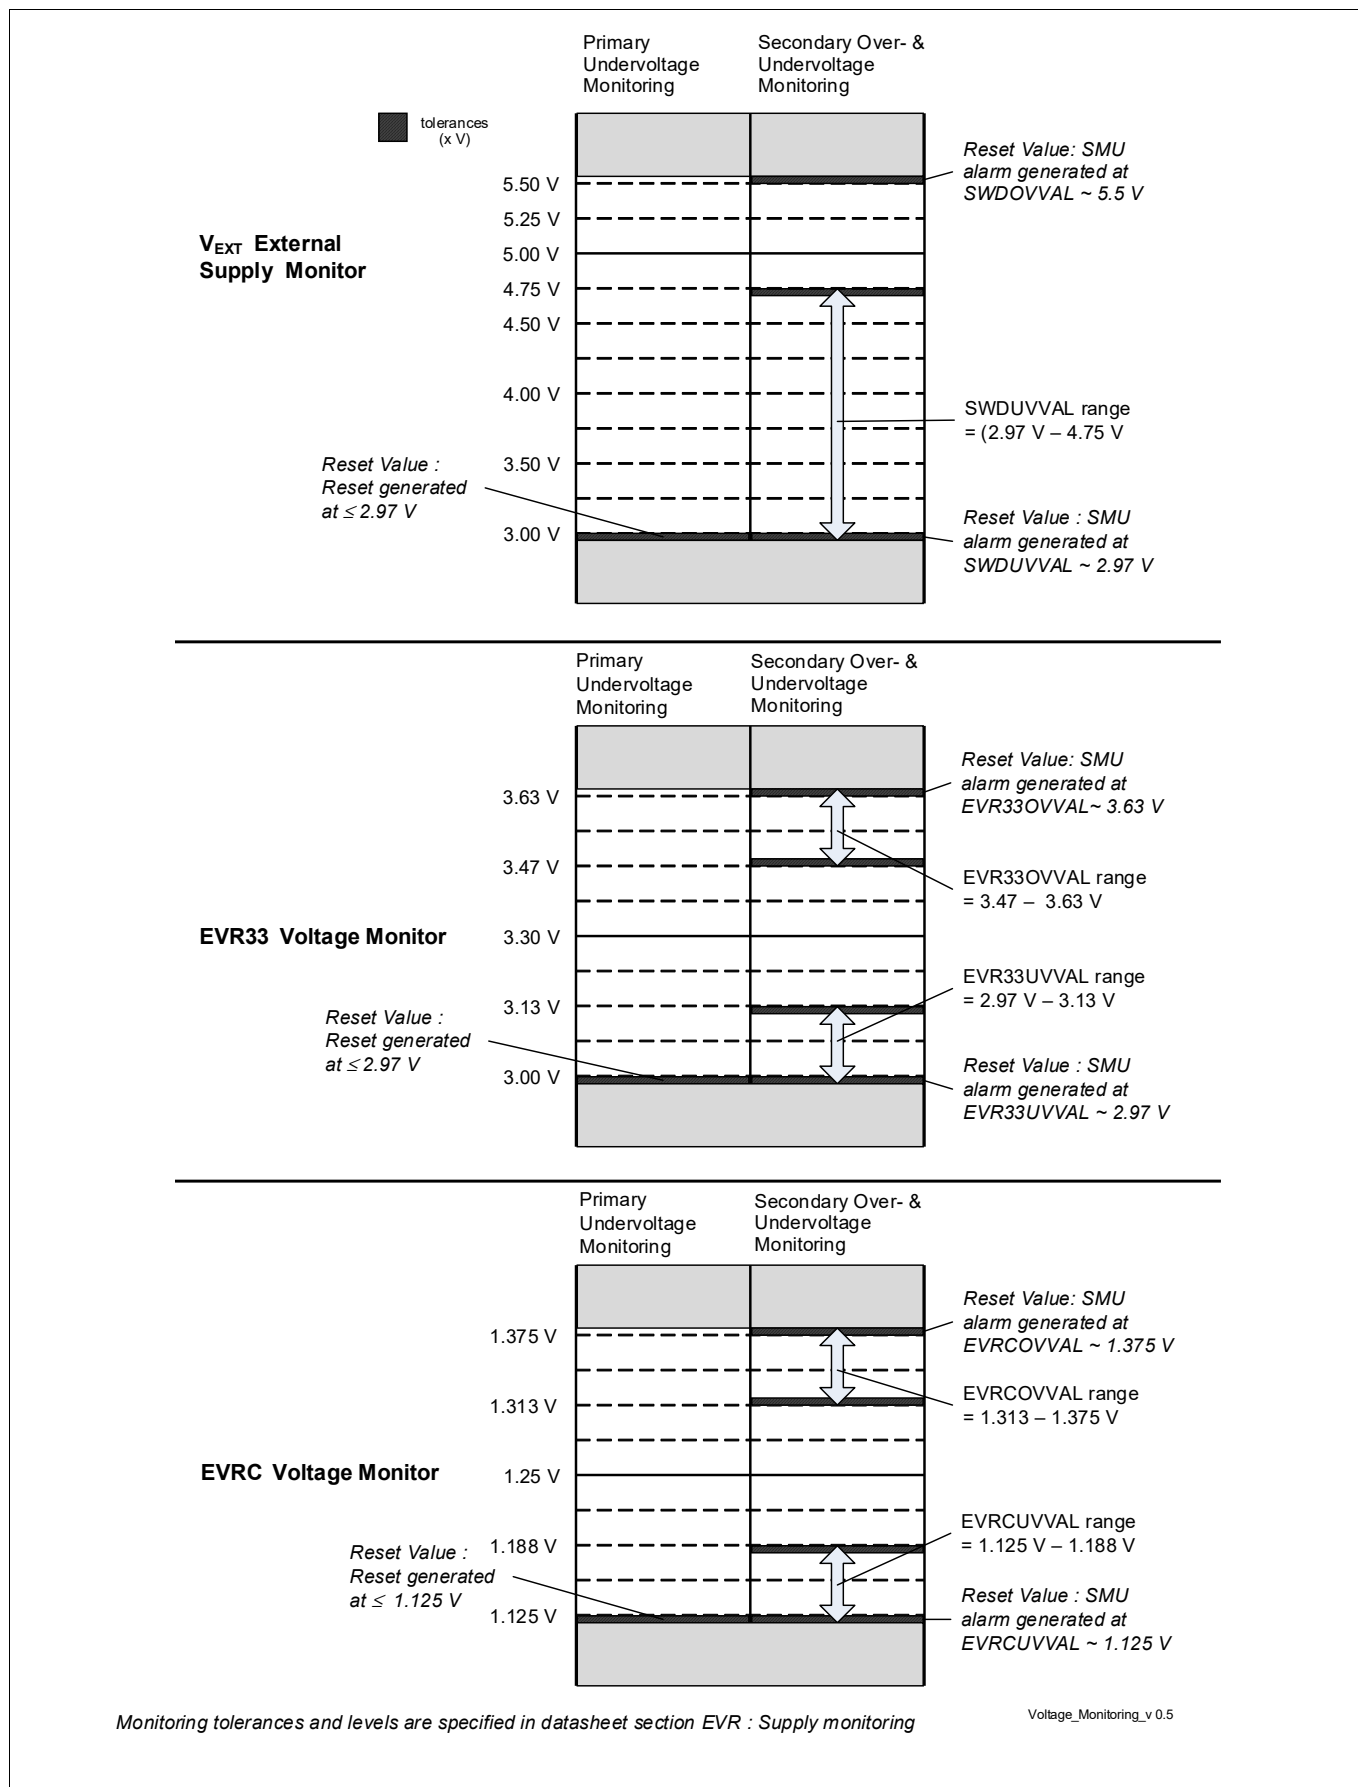 Primary
Undervoltage
Monitoring
Secondary Over- &
Undervoltage
Monitoring
tolerances
(x V)
Reset Value: SMU
alarm generated at
SWDOVVAL ~ 5.5 V
5.50 V
5.25 V
5.00 V
4.75 V
4.50 V
4.00 V
3.50 V
3.00 V
VEXT External
Supply Monitor
SWDUVVAL range
= (2.97 V – 4.75 V
Reset Value :
Reset generated
at ≤ 2.97 V
Reset Value : SMU
alarm generated at
SWDUVVAL ~ 2.97 V
Primary
Undervoltage
Monitoring
Secondary Over- &
Undervoltage
Monitoring
Reset Value: SMU
alarm generated at
EVR33OVVAL~ 3.63 V
3.63 V
3.47 V
3.30 V
3.13 V
3.00 V
EVR33OVVAL range
= 3.47 – 3.63 V
EVR33 Voltage Monitor
EVR33UVVAL range
= 2.97 V – 3.13 V
Reset Value :
Reset generated
at ≤ 2.97 V
Reset Value : SMU
alarm generated at
EVR33UVVAL ~ 2.97 V
Primary
Undervoltage
Monitoring
Secondary Over- &
Undervoltage
Monitoring
Reset Value: SMU
alarm generated at
EVRCOVVAL ~ 1.375 V
1.375 V
1.313 V
1.25 V
1.188 V
1.125 V
EVRCOVVAL range
= 1.313 – 1.375 V
EVRC Voltage Monitor
EVRCUVVAL range
= 1.125 V – 1.188 V
Reset Value :
Reset generated
at ≤ 1.125 V
Reset Value : SMU
alarm generated at
EVRCUVVAL ~ 1.125 V
Monitoring tolerances and levels are specified in datasheet section EVR : Supply monitoring
Voltage_Monitoring_v 0.5